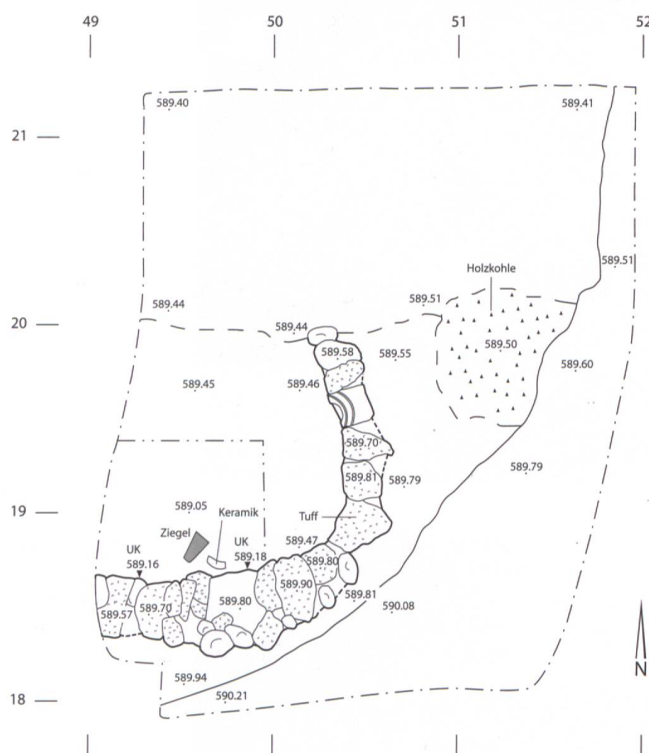 49 50 51 52
589.40 589.41
21
589.51
Holzkohle
589.44 589.51
20 589.44
589.58 589.50
589.55 589.60
589.45 589.46
589.70
589.81 589.79 589.79
589.05
19 Keramik Tuff
Ziegel
UK 589.47
UK 589.18 589.80
589.16
589.90
589.70 589.80 589.81
589.57 590.08
N
589.94
18 590.21